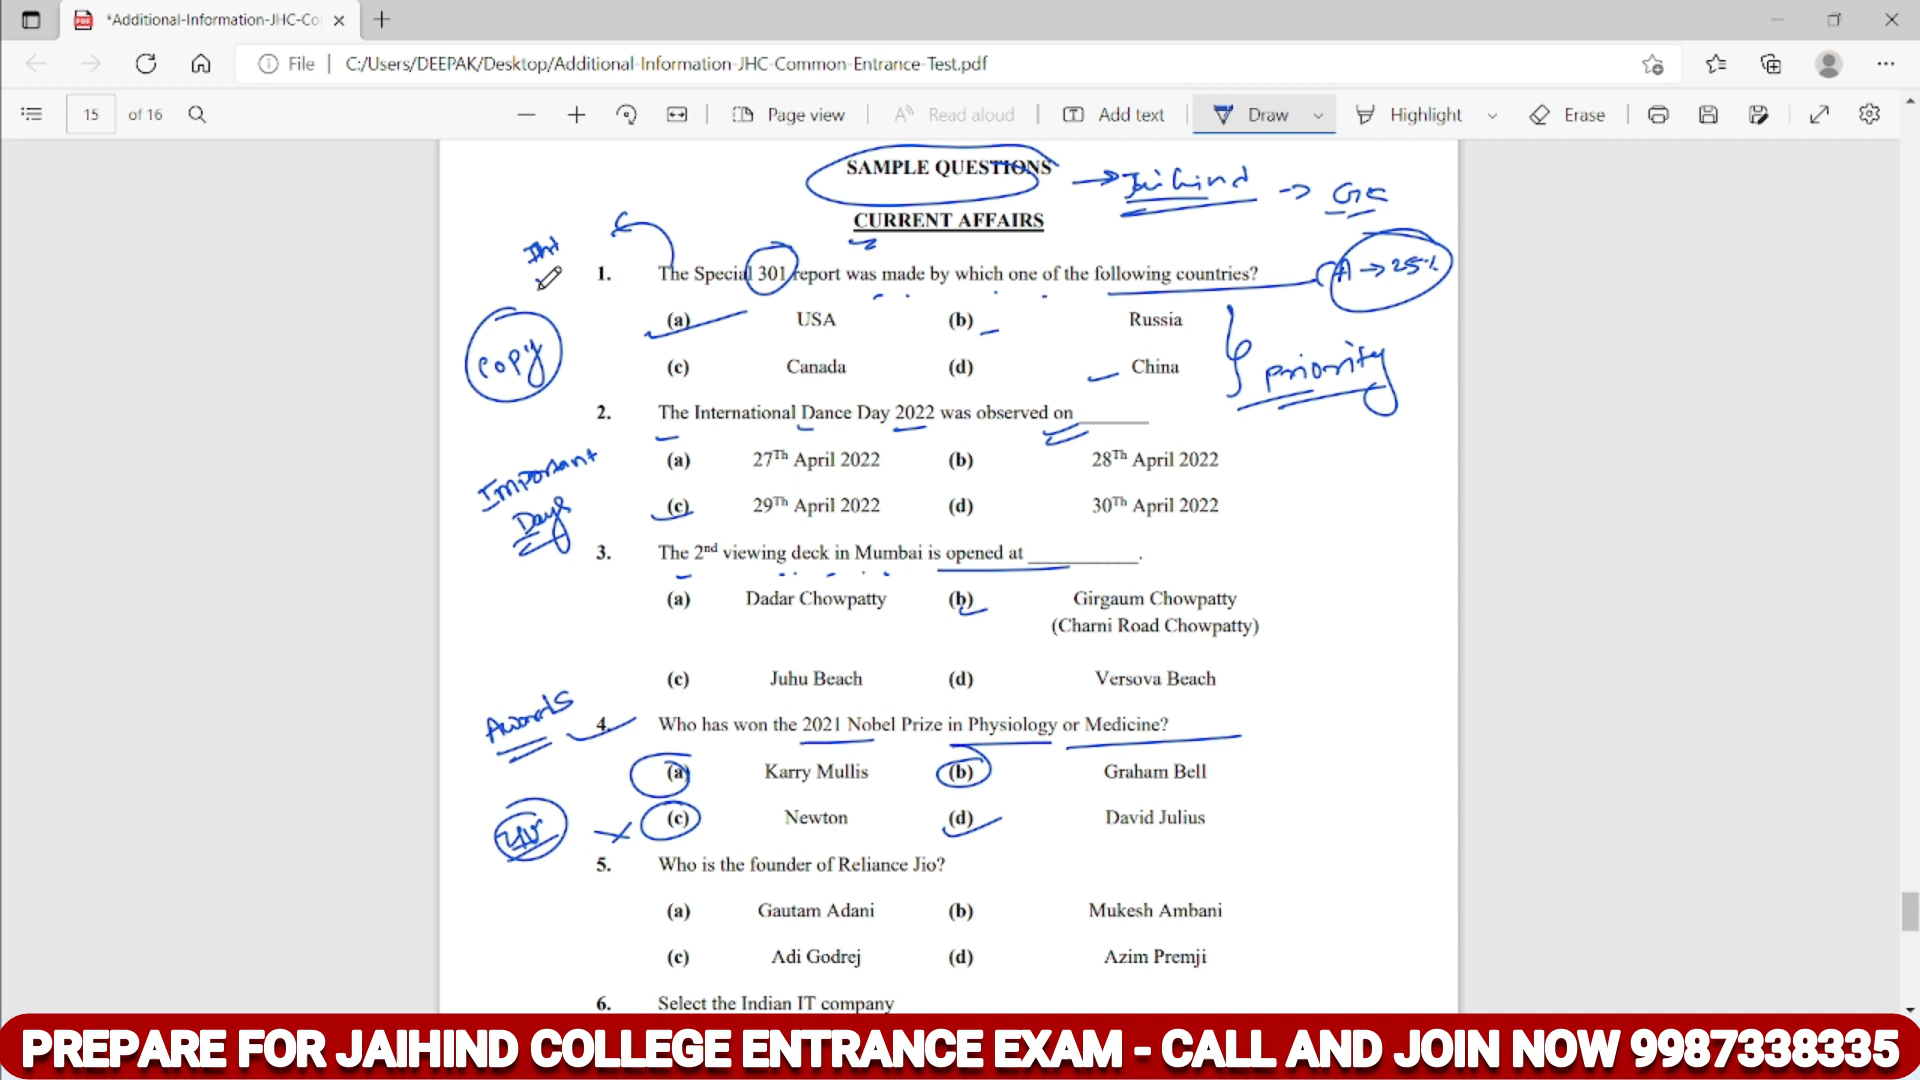 *Additional-Information-JHC-Co
File | C:/Users/DEEPAK/Desktop/Additional-Information-JHC-Common-Entrance-Test.pdf
15 of 16 Page view Read aloud Add text Draw Highlight Erase
SAMPLE QUESTIONS → Jaihind → GK
CURRENT AFFAIRS
Int
1. The Special 301 report was made by which one of the following countries? CA → 25%
(a) USA (b) Russia
copy
(c) Canada (d) China
priority
2. The International Dance Day 2022 was observed on ______
(a) 27Th April 2022 (b) 28Th April 2022
Important
Days
(c) 29Th April 2022 (d) 30Th April 2022
3. The 2nd viewing deck in Mumbai is opened at __________.
(a) Dadar Chowpatty (b) Girgaum Chowpatty
(Charni Road Chowpatty)
(c) Juhu Beach (d) Versova Beach
Awards
4. Who has won the 2021 Nobel Prize in Physiology or Medicine?
(a) Karry Mullis (b) Graham Bell
(c) Newton (d) David Julius
5. Who is the founder of Reliance Jio?
(a) Gautam Adani (b) Mukesh Ambani
(c) Adi Godrej (d) Azim Premji
6. Select the Indian IT company
PREPARE FOR JAIHIND COLLEGE ENTRANCE EXAM - CALL AND JOIN NOW 9987338335